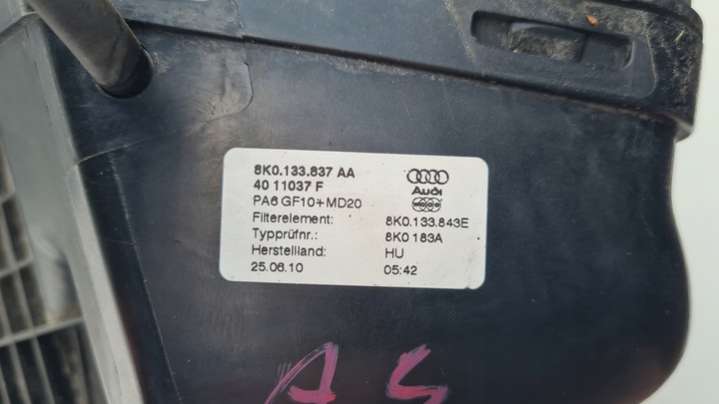 8K0.133.837 AA
40 11037 F
PA6 GF10+MD20
Audi
Filterelement: 8K0.133.843E
Typprüfnr.: 8K0 183A
Herstellland: HU
25.06.10 05:42
A5